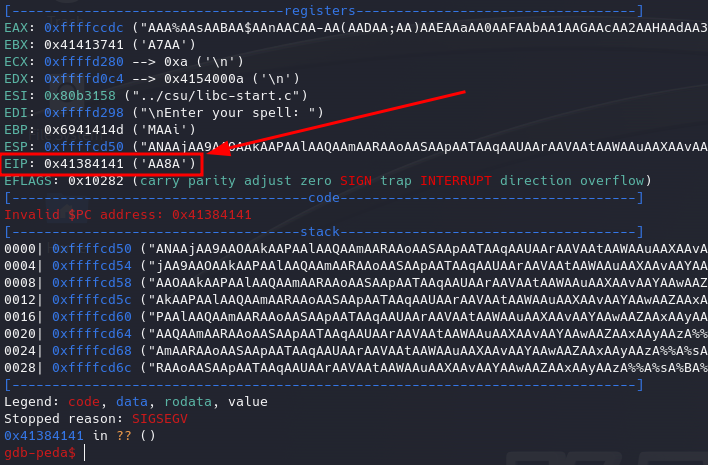 [----------------------------------registers-----------------------------------]
EAX: 0xffffccdc ("AAA%AAsAABAA$AAnAACAA-AA(AADAA;AA)AAEAAaAA0AAFAAbAA1AAGAAcAA2AAHAAdAA3
EBX: 0x41413741 ('A7AA')
ECX: 0xffffd280 --> 0xa ('\n')
EDX: 0xffffd0c4 --> 0x4154000a ('\n')
ESI: 0x80b3158 ("../csu/libc-start.c")
EDI: 0xffffd298 ("\nEnter your spell: ")
EBP: 0x6941414d ('MAAi')
ESP: 0xffffcd50 ("ANAAjAA9AAOAAkAAPAAlAAQAAmAARAAoAASAApAATAAqAAUAArAAVAAtAAWAAuAAXAAvAA
EIP: 0x41384141 ('AA8A')
EFLAGS: 0x10282 (carry parity adjust zero SIGN trap INTERRUPT direction overflow)
[-------------------------------------code-------------------------------------]
Invalid $PC address: 0x41384141
[------------------------------------stack-------------------------------------]
0000| 0xffffcd50 ("ANAAjAA9AAOAAkAAPAAlAAQAAmAARAAoAASAApAATAAqAAUAArAAVAAtAAWAAuAAXAAvA
0004| 0xffffcd54 ("jAA9AAOAAkAAPAAlAAQAAmAARAAoAASAApAATAAqAAUAArAAVAAtAAWAAuAAXAAvAAYAA
0008| 0xffffcd58 ("AAOAAkAAPAAlAAQAAmAARAAoAASAApAATAAqAAUAArAAVAAtAAWAAuAAXAAvAAYAAwAAZ
0012| 0xffffcd5c ("AkAAPAAlAAQAAmAARAAoAASAApAATAAqAAUAArAAVAAtAAWAAuAAXAAvAAYAAwAAZAAxA
0016| 0xffffcd60 ("PAAlAAQAAmAARAAoAASAApAATAAqAAUAArAAVAAtAAWAAuAAXAAvAAYAAwAAZAAxAAyAA
0020| 0xffffcd64 ("AAQAAmAARAAoAASAApAATAAqAAUAArAAVAAtAAWAAuAAXAAvAAYAAwAAZAAxAAyAAzA%
0024| 0xffffcd68 ("AmAARAAoAASAApAATAAqAAUAArAAVAAtAAWAAuAAXAAvAAYAAwAAZAAxAAyAAzA%%A%sA
0028| 0xffffcd6c ("RAAoAASAApAATAAqAAUAArAAVAAtAAWAAuAAXAAvAAYAAwAAZAAxAAyAAzA%%A%sA%BA%
[------------------------------------------------------------------------------]
Legend: code, data, rodata, value
Stopped reason: SIGSEGV
0x41384141 in ?? ()
gdb-peda$